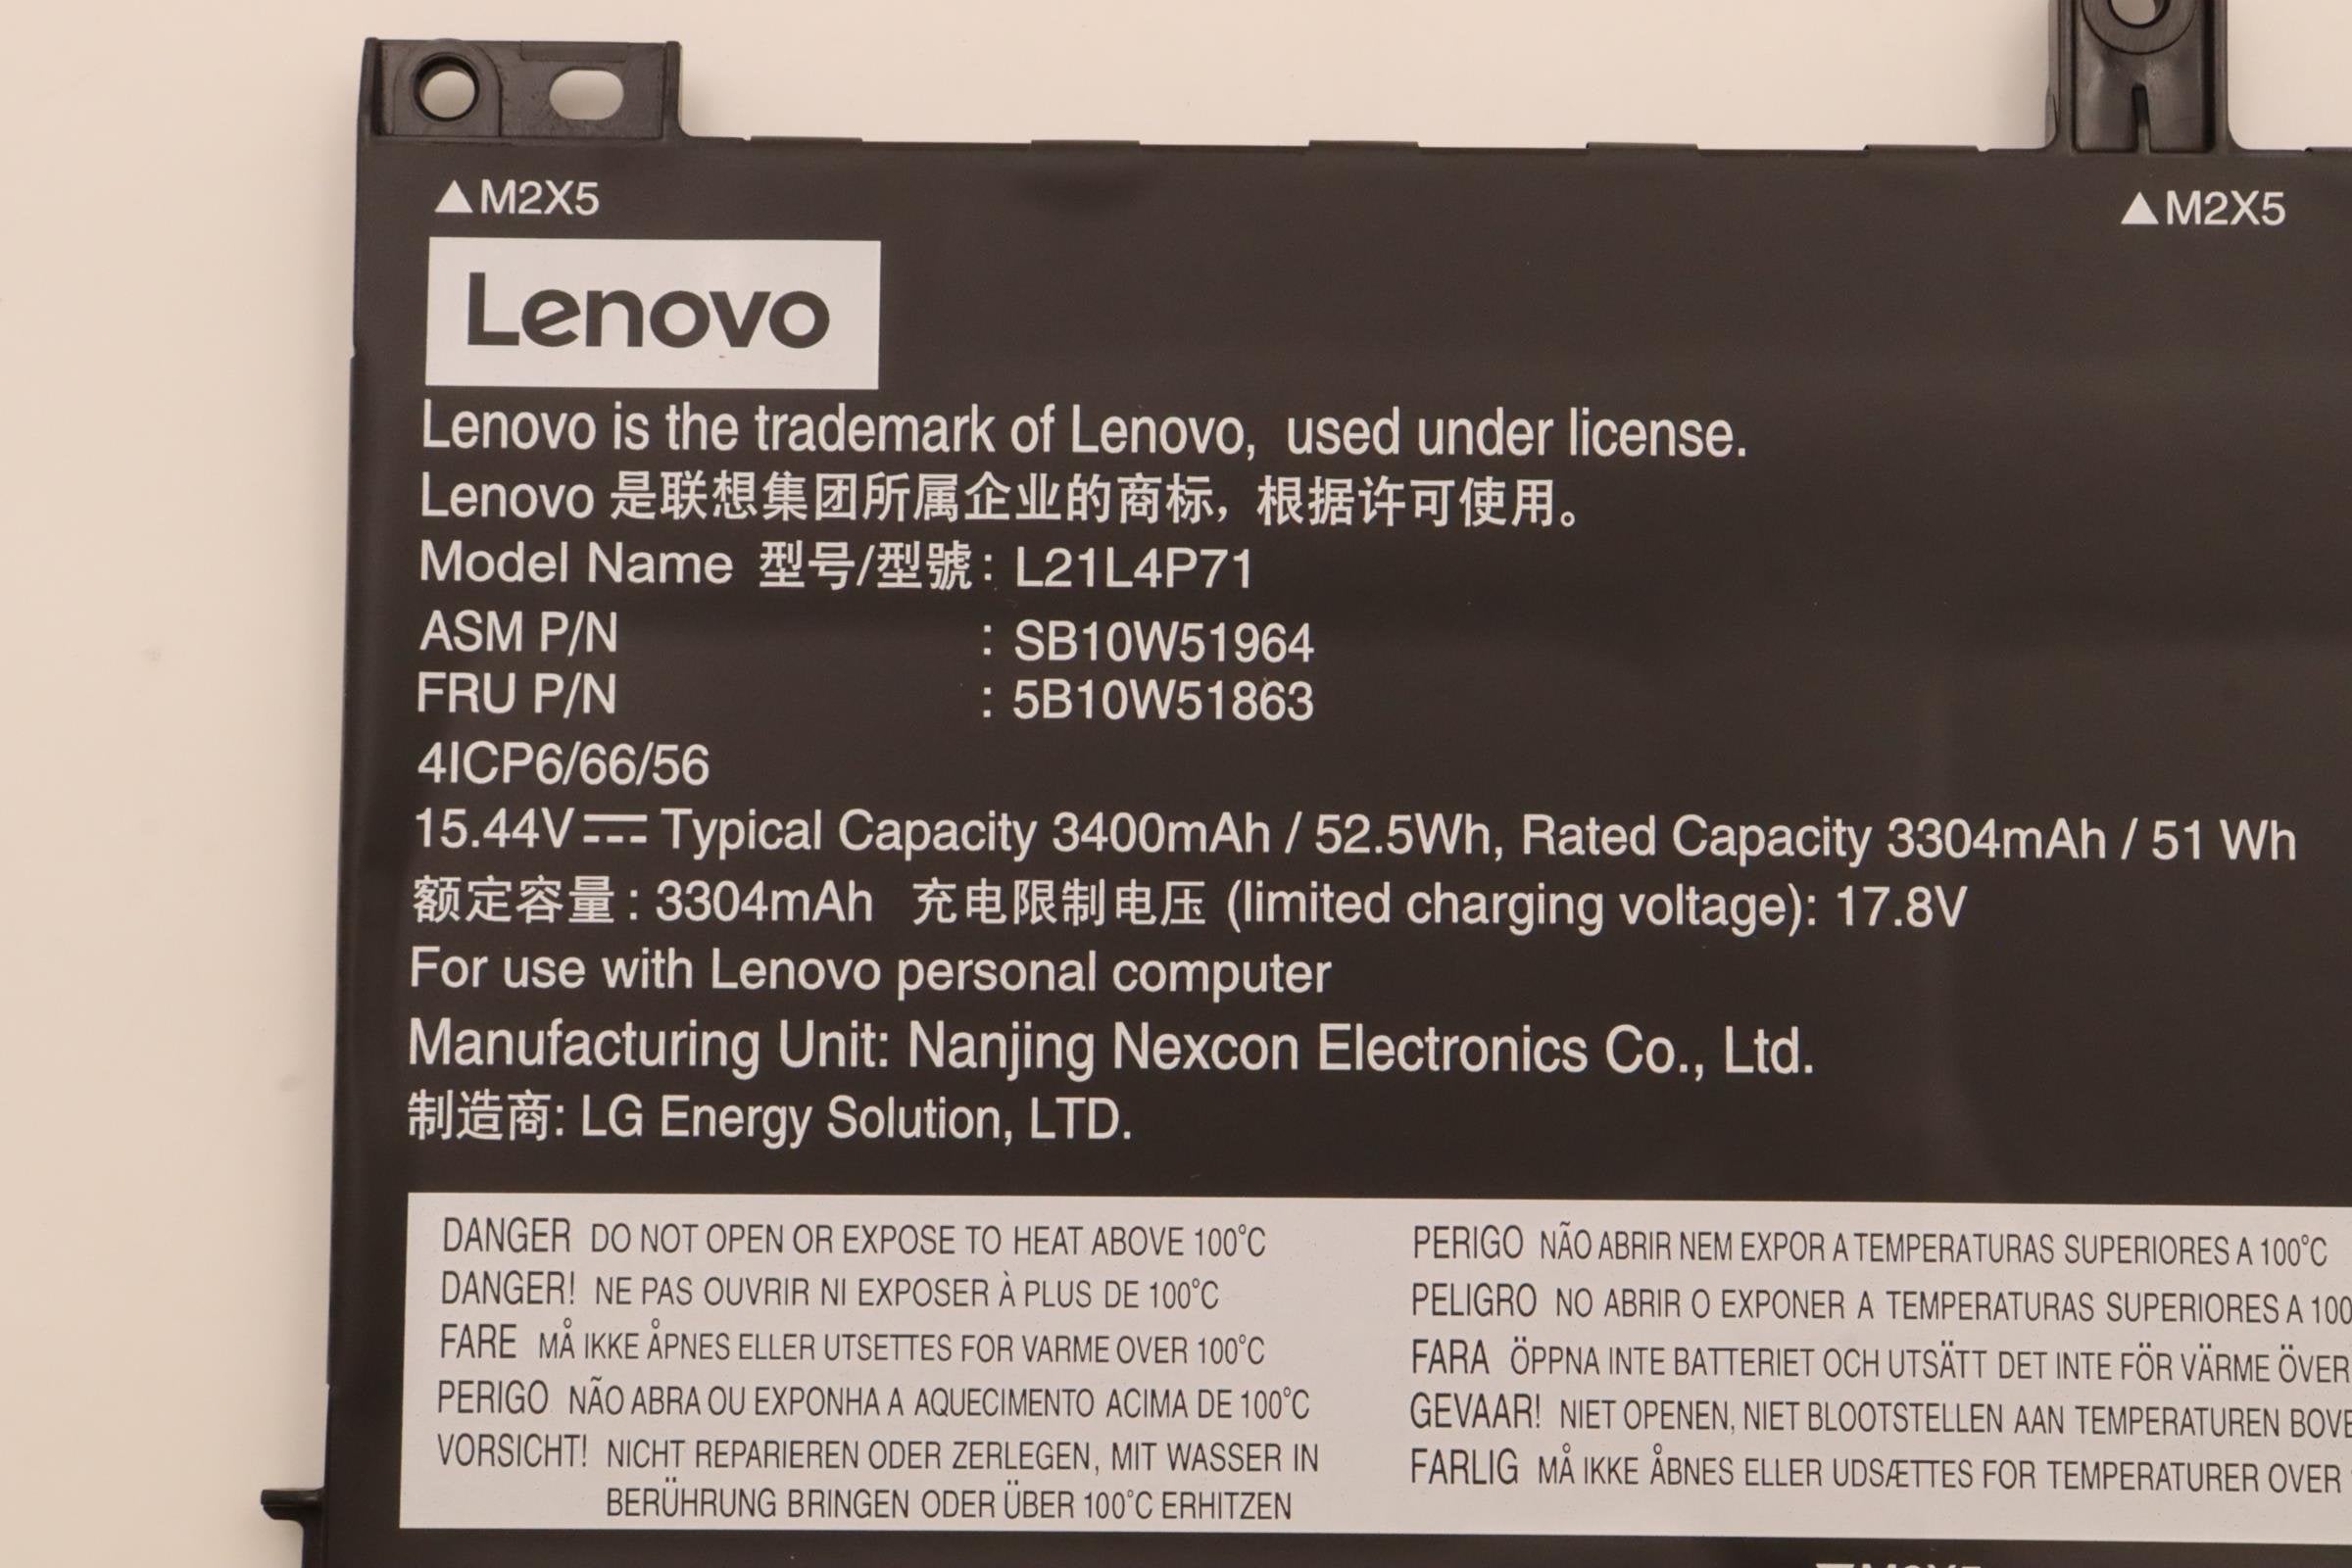 ▲M2X5
▲M2X5
Lenovo
Lenovo is the trademark of Lenovo, used under license.
Lenovo 是联想集团所属企业的商标，根据许可使用。
Model Name 型号/型號: L21L4P71
ASM P/N : SB10W51964
FRU P/N : 5B10W51863
4ICP6/66/56
15.44V⎓ Typical Capacity 3400mAh / 52.5Wh, Rated Capacity 3304mAh / 51 Wh
额定容量: 3304mAh 充电限制电压 (limited charging voltage): 17.8V
For use with Lenovo personal computer
Manufacturing Unit: Nanjing Nexcon Electronics Co., Ltd.
制造商: LG Energy Solution, LTD.
DANGER DO NOT OPEN OR EXPOSE TO HEAT ABOVE 100°C
DANGER! NE PAS OUVRIR NI EXPOSER À PLUS DE 100°C
FARE MÅ IKKE ÅPNES ELLER UTSETTES FOR VARME OVER 100°C
PERIGO NÃO ABRA OU EXPONHA A AQUECIMENTO ACIMA DE 100°C
VORSICHT! NICHT REPARIEREN ODER ZERLEGEN, MIT WASSER IN
BERÜHRUNG BRINGEN ODER ÜBER 100°C ERHITZEN
PERIGO NÃO ABRIR NEM EXPOR A TEMPERATURAS SUPERIORES A 100°C
PELIGRO NO ABRIR O EXPONER A TEMPERATURAS SUPERIORES A 100
FARA ÖPPNA INTE BATTERIET OCH UTSÄTT DET INTE FÖR VÄRME ÖVER
GEVAAR! NIET OPENEN, NIET BLOOTSTELLEN AAN TEMPERATUREN BOVE
FARLIG MÅ IKKE ÅBNES ELLER UDSÆTTES FOR TEMPERATURER OVER